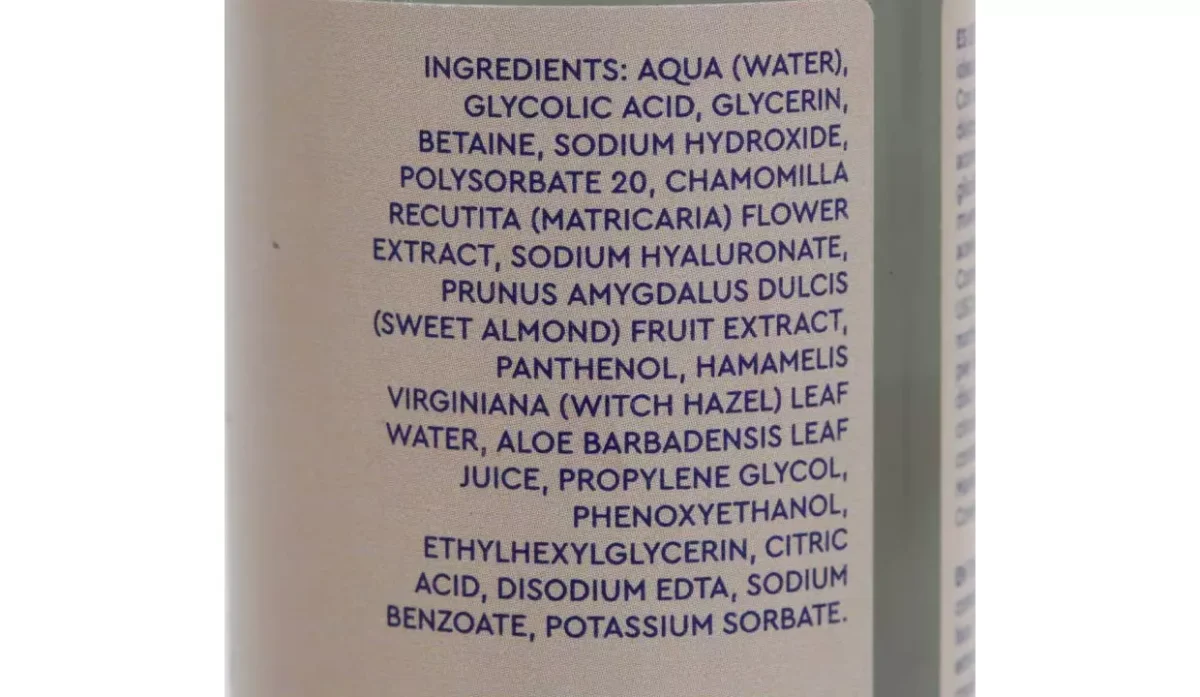 INGREDIENTS: AQUA (WATER),
GLYCOLIC ACID, GLYCERIN,
BETAINE, SODIUM HYDROXIDE,
POLYSORBATE 20, CHAMOMILLA
RECUTITA (MATRICARIA) FLOWER
EXTRACT, SODIUM HYALURONATE,
PRUNUS AMYGDALUS DULCIS
(SWEET ALMOND) FRUIT EXTRACT,
PANTHENOL, HAMAMELIS
VIRGINIANA (WITCH HAZEL) LEAF
WATER, ALOE BARBADENSIS LEAF
JUICE, PROPYLENE GLYCOL,
PHENOXYETHANOL,
ETHYLHEXYLGLYCERIN, CITRIC
ACID, DISODIUM EDTA, SODIUM
BENZOATE, POTASSIUM SORBATE.